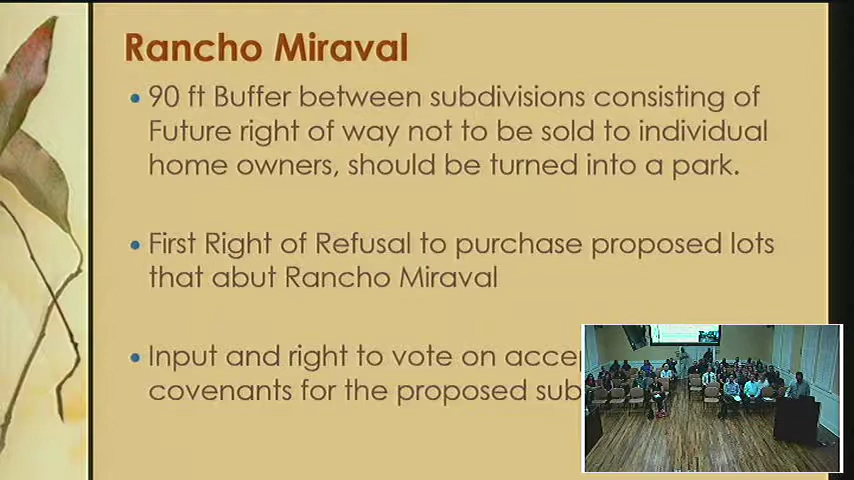 Rancho Miraval
• 90 ft Buffer between subdivisions consisting of
Future right of way not to be sold to individual
home owners, should be turned into a park.
• First Right of Refusal to purchase proposed lots
that abut Rancho Miraval
• Input and right to vote on
covenants for the proposed